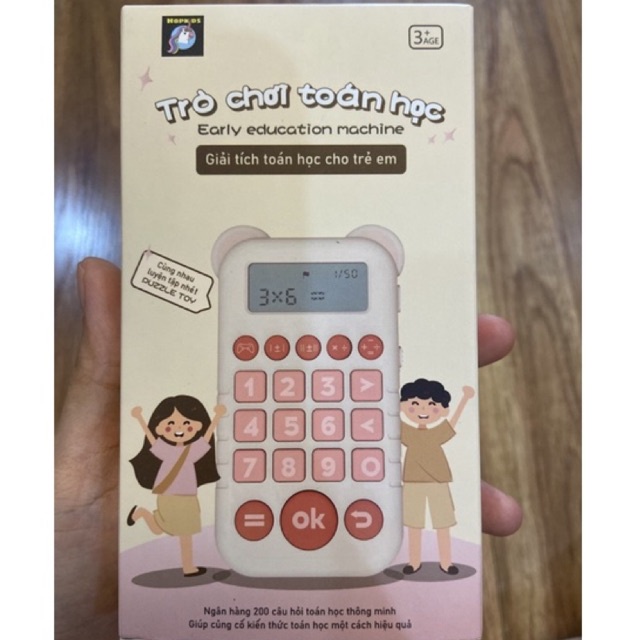 HOPKIDS
3+
AGE
Trò chơi toán học
Early education machine
Giải tích toán học cho trẻ em
Cùng nhau
luyện tập nhé!
PUZZLE TOY
1/50
3×6 =
1 2 3 >
4 5 6 <
7 8 9 0
= ok
Ngân hàng 200 câu hỏi toán học thông minh
Giúp củng cố kiến thức toán học một cách hiệu quả